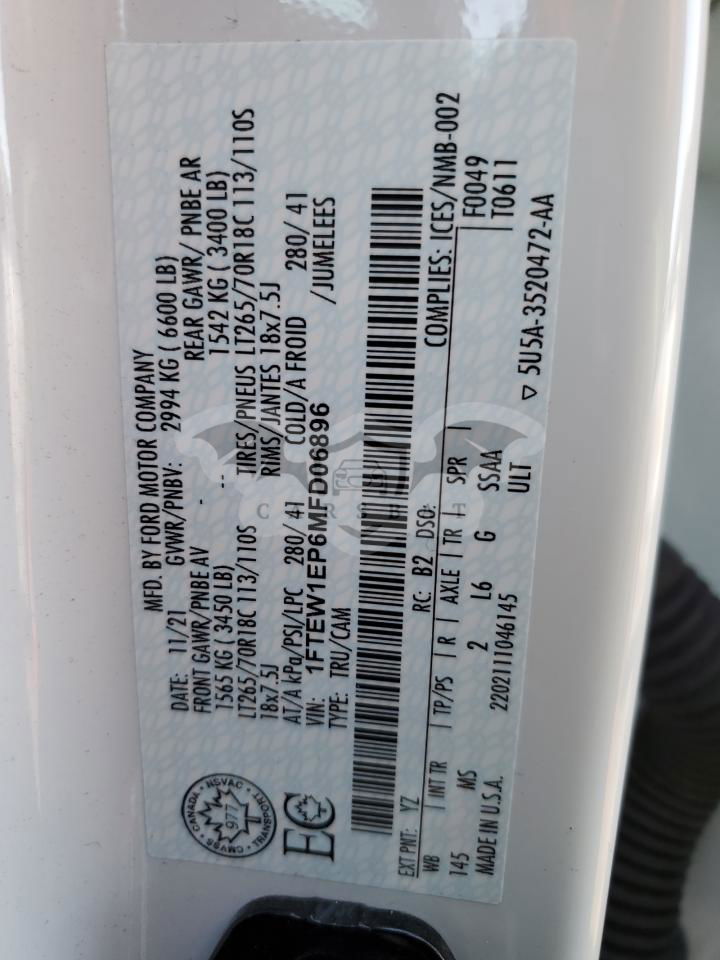 MFD. BY FORD MOTOR COMPANY
DATE: 11/21 GVWR/PNBV: 2994 KG ( 6600 LB)
FRONT GAWR/PNBE AV REAR GAWR/ PNBE AR
1565 KG ( 3450 LB) - -- 1542 KG ( 3400 LB)
LT265/70R18C 113/110S TIRES/PNEUS LT265/70R18C 113/110S
18x7.5J RIMS/JANTES 18x7.5J
AT/A kPa/PSI/LPC 280/ 41 COLD/A FROID 280/ 41
VIN: 1FTEW1EP6MFD06896 /JUMELEES
TYPE: TRU/CAM
CANADA • NSVAC • TRANSPORT • CMVSS
977
EC
CARSBH
COMPLIES: ICES/NMB-002
EXT PNT: YZ RC: B2 DSO: F0049
WB INT TR TP/PS R AXLE TR SPR T0611
145 MS 2 L6 G SSAA
MADE IN U.S.A. 2202111046145 ULT
▽ 5U5A-3520472-AA